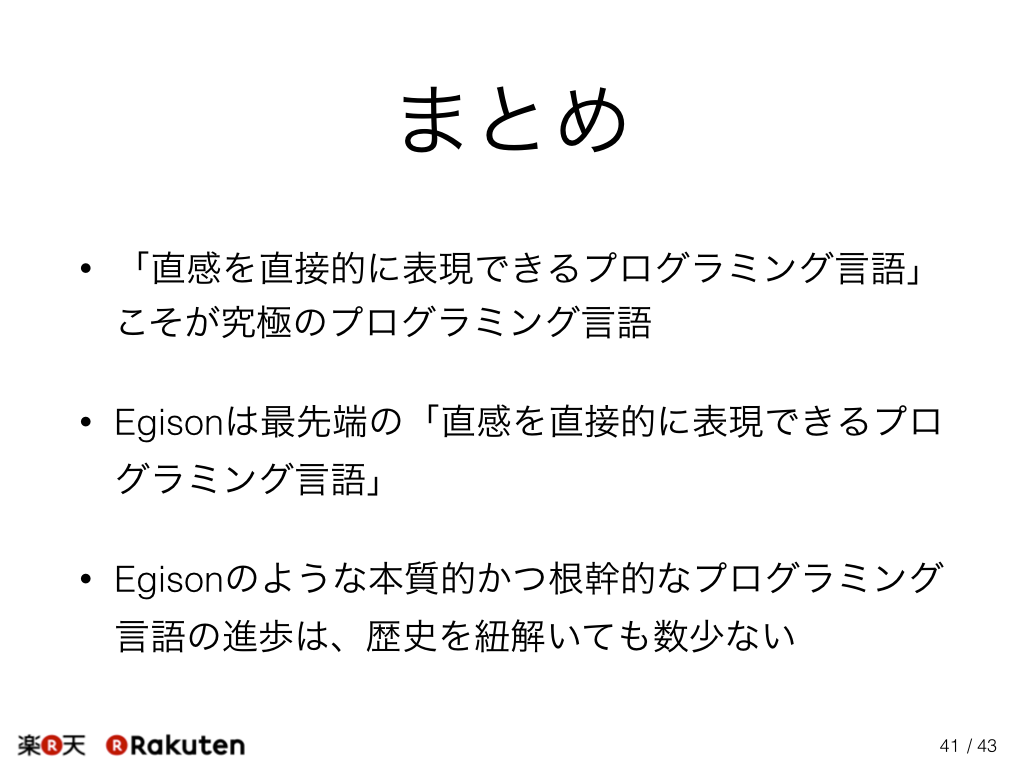 まとめ
• 「直感を直接的に表現できるプログラミング言語」
こそが究極のプログラミング言語
• Egisonは最先端の「直感を直接的に表現できるプロ
グラミング言語」
• Egisonのような本質的かつ根幹的なプログラミング
言語の進歩は、歴史を紐解いても数少ない
楽R天 R Rakuten
41 / 43